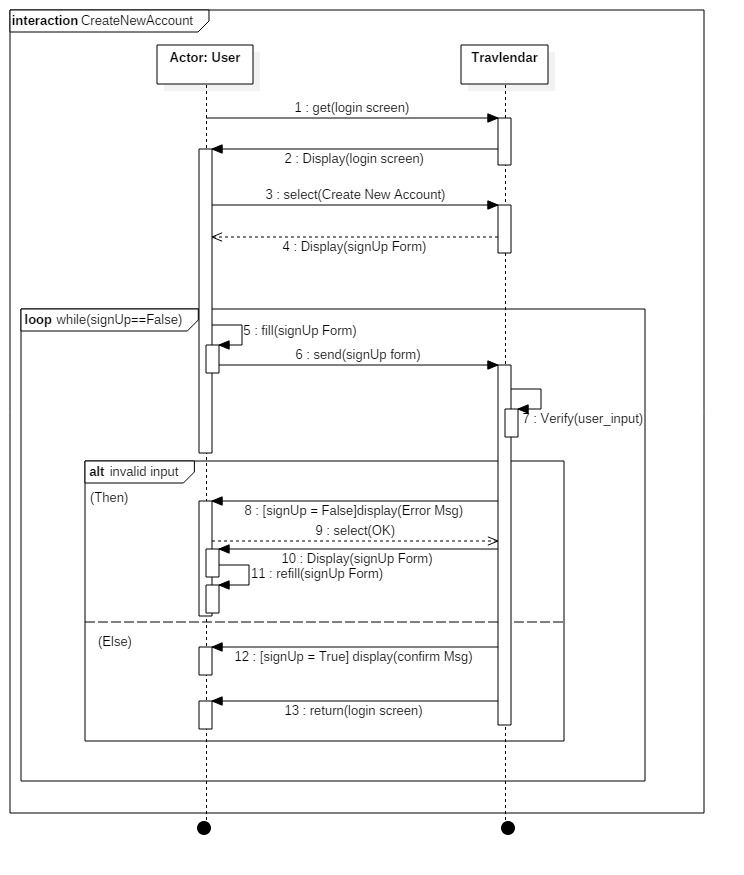 interaction CreateNewAccount
Actor: User
Travlendar
1 : get(login screen)
2 : Display(login screen)
3 : select(Create New Account)
4 : Display(signUp Form)
loop while(signUp==False)
5 : fill(signUp Form)
6 : send(signUp form)
7 : Verify(user_input)
alt invalid input
(Then)
8 : [signUp = False]display(Error Msg)
9 : select(OK)
10 : Display(signUp Form)
11 : refill(signUp Form)
(Else)
12 : [signUp = True] display(confirm Msg)
13 : return(login screen)